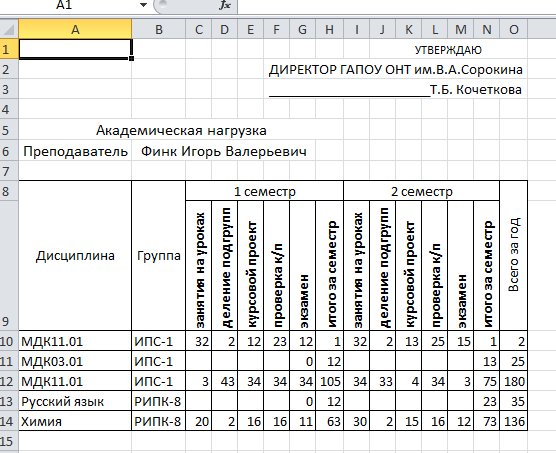 A1 fx
A B C D E F G H I J K L M N O
1 УТВЕРЖДАЮ
2 ДИРЕКТОР ГАПОУ ОНТ им.В.А.Сорокина
3 Т.Б. Кочеткова
4
5 Академическая нагрузка
6 Преподаватель Финк Игорь Валерьевич
7
8 1 семестр 2 семестр
9 Дисциплина Группа занятия на уроках деление подгрупп курсовой проект проверка к/п экзамен итого за семестр занятия на уроках деление подгрупп курсовой проект проверка к/п экзамен итого за семестр Всего за год
10 МДК11.01 ИПС-1 32 2 12 23 12 1 32 2 13 25 15 1 2
11 МДК03.01 ИПС-1 0 12 13 25
12 МДК11.01 ИПС-1 3 43 34 34 34 105 34 33 4 34 3 75 180
13 Русский язык РИПК-8 0 12 23 35
14 Химия РИПК-8 20 2 16 16 11 63 30 2 15 16 12 73 136
15